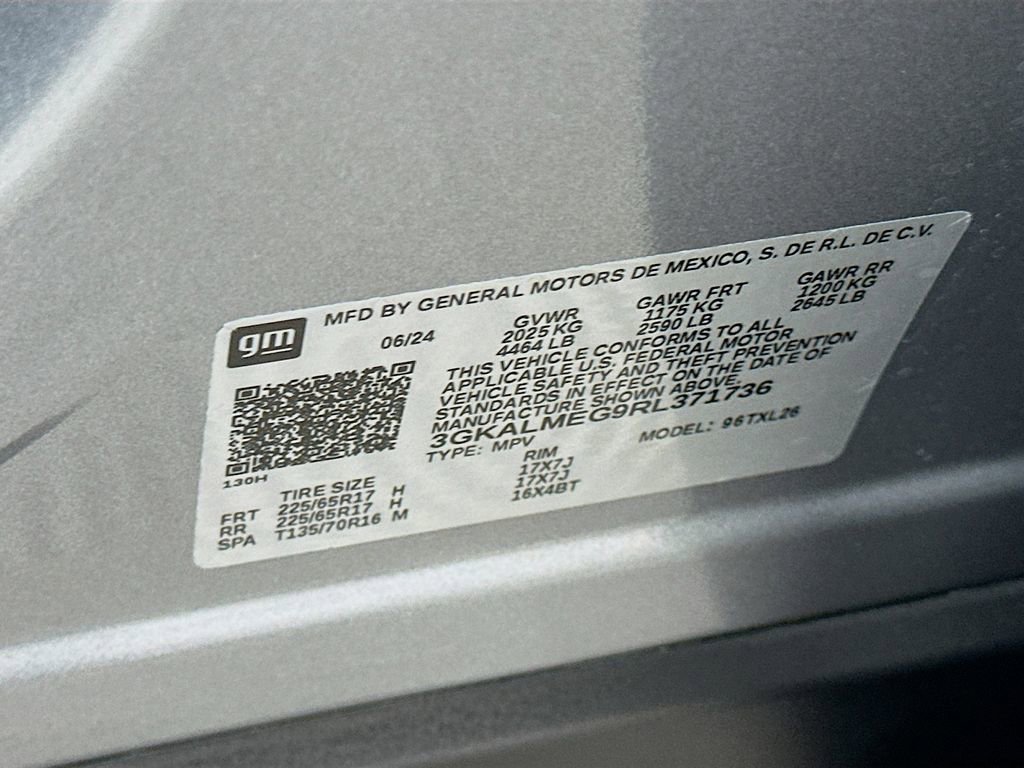 MFD BY GENERAL MOTORS DE MEXICO, S. DE R.L. DE C.V.
gm
06/24
GVWR
2025 KG
4464 LB
GAWR FRT
1175 KG
2590 LB
GAWR RR
1200 KG
2645 LB
THIS VEHICLE CONFORMS TO ALL
APPLICABLE U.S. FEDERAL MOTOR
VEHICLE SAFETY AND THEFT PREVENTION
STANDARDS IN EFFECT ON THE DATE OF
MANUFACTURE SHOWN ABOVE.
3GKALMEG9RL371736
TYPE: MPV
MODEL: 96TXL26
130H
TIRE SIZE RIM
FRT 225/65R17 H 17X7J
RR 225/65R17 H 17X7J
SPA T135/70R16 M 16X4BT